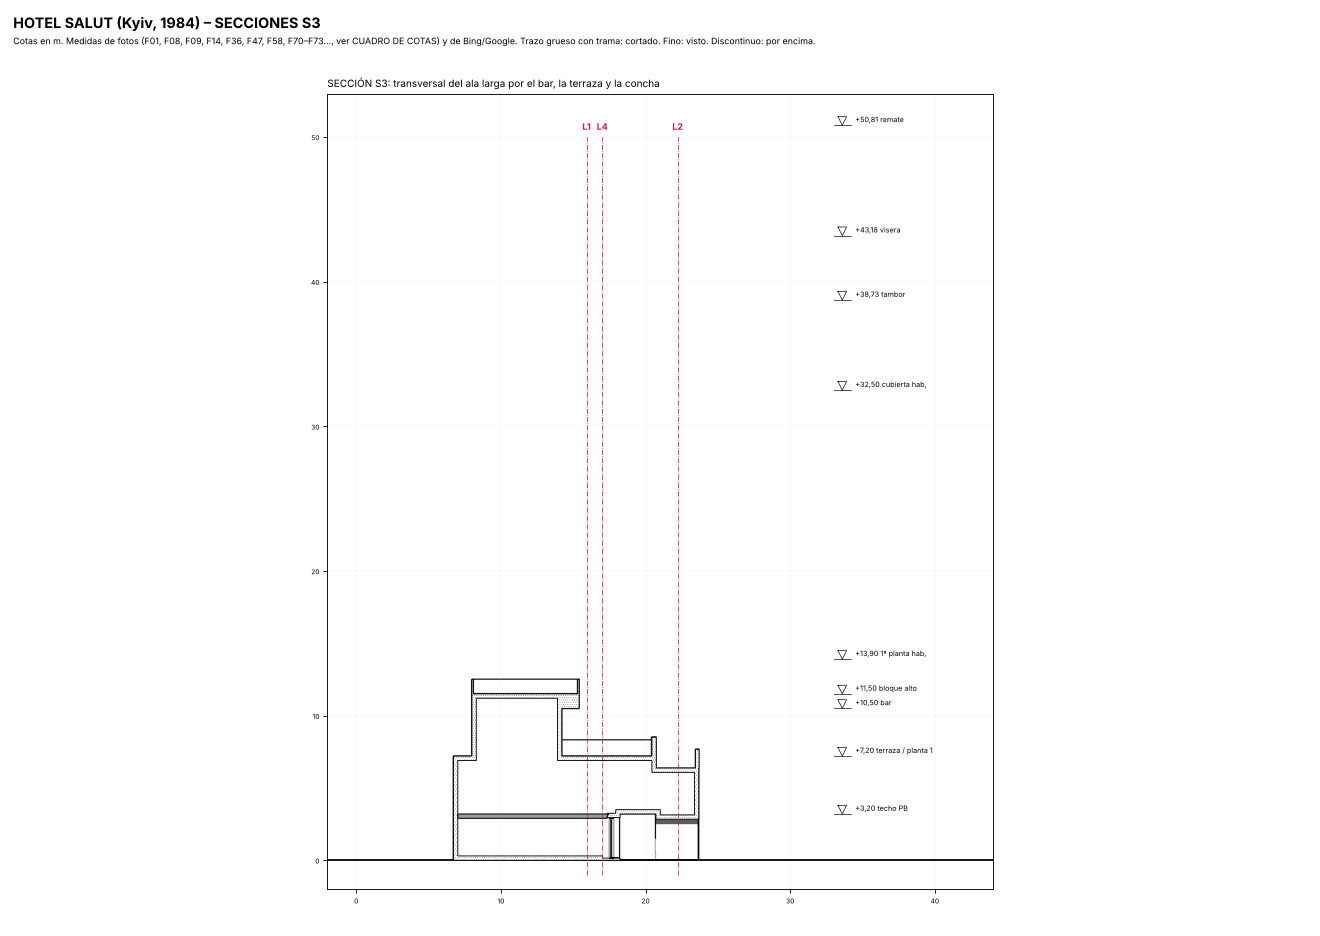 HOTEL SALUT (Kyiv, 1984) – SECCIONES S3
Cotas en m. Medidas de fotos (F01, F08, F09, F14, F36, F47, F58, F70–F73..., ver CUADRO DE COTAS) y de Bing/Google. Trazo grueso con trama: cortado. Fino: visto. Discontinuo: por encima.
SECCIÓN S3: transversal del ala larga por el bar, la terraza y la concha
+50,81 remate
L1 L4 L2
50
+43,18 visera
+38,73 tambor
40
+32,50 cubierta hab,
30
20
+13,90 1ª planta hab,
+11,50 bloque alto
+10,50 bar
10
+7,20 terraza / planta 1
+3,20 techo PB
0
0 10 20 30 40